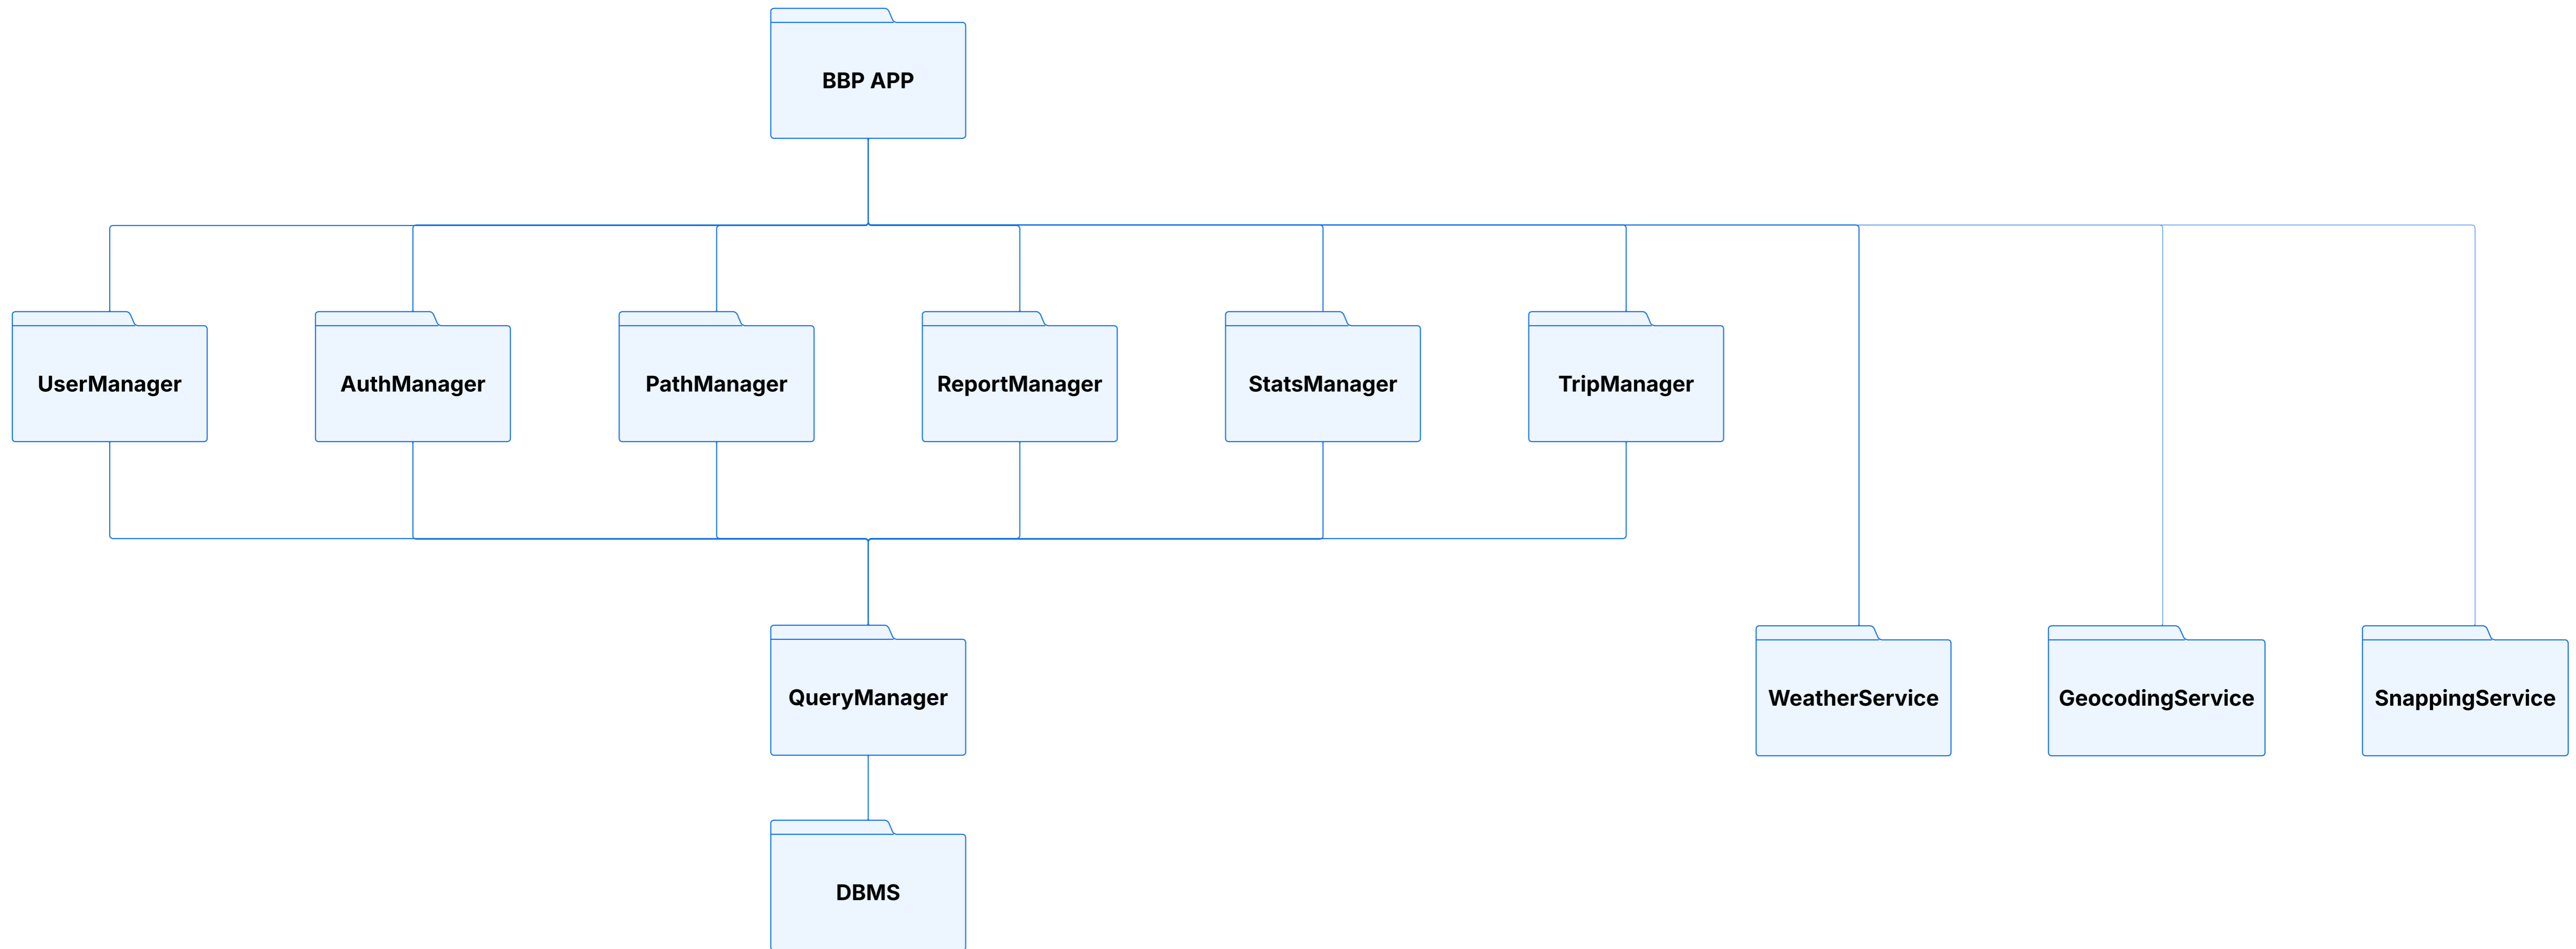 BBP APP
UserManager
AuthManager
PathManager
ReportManager
StatsManager
TripManager
QueryManager
WeatherService
GeocodingService
SnappingService
DBMS